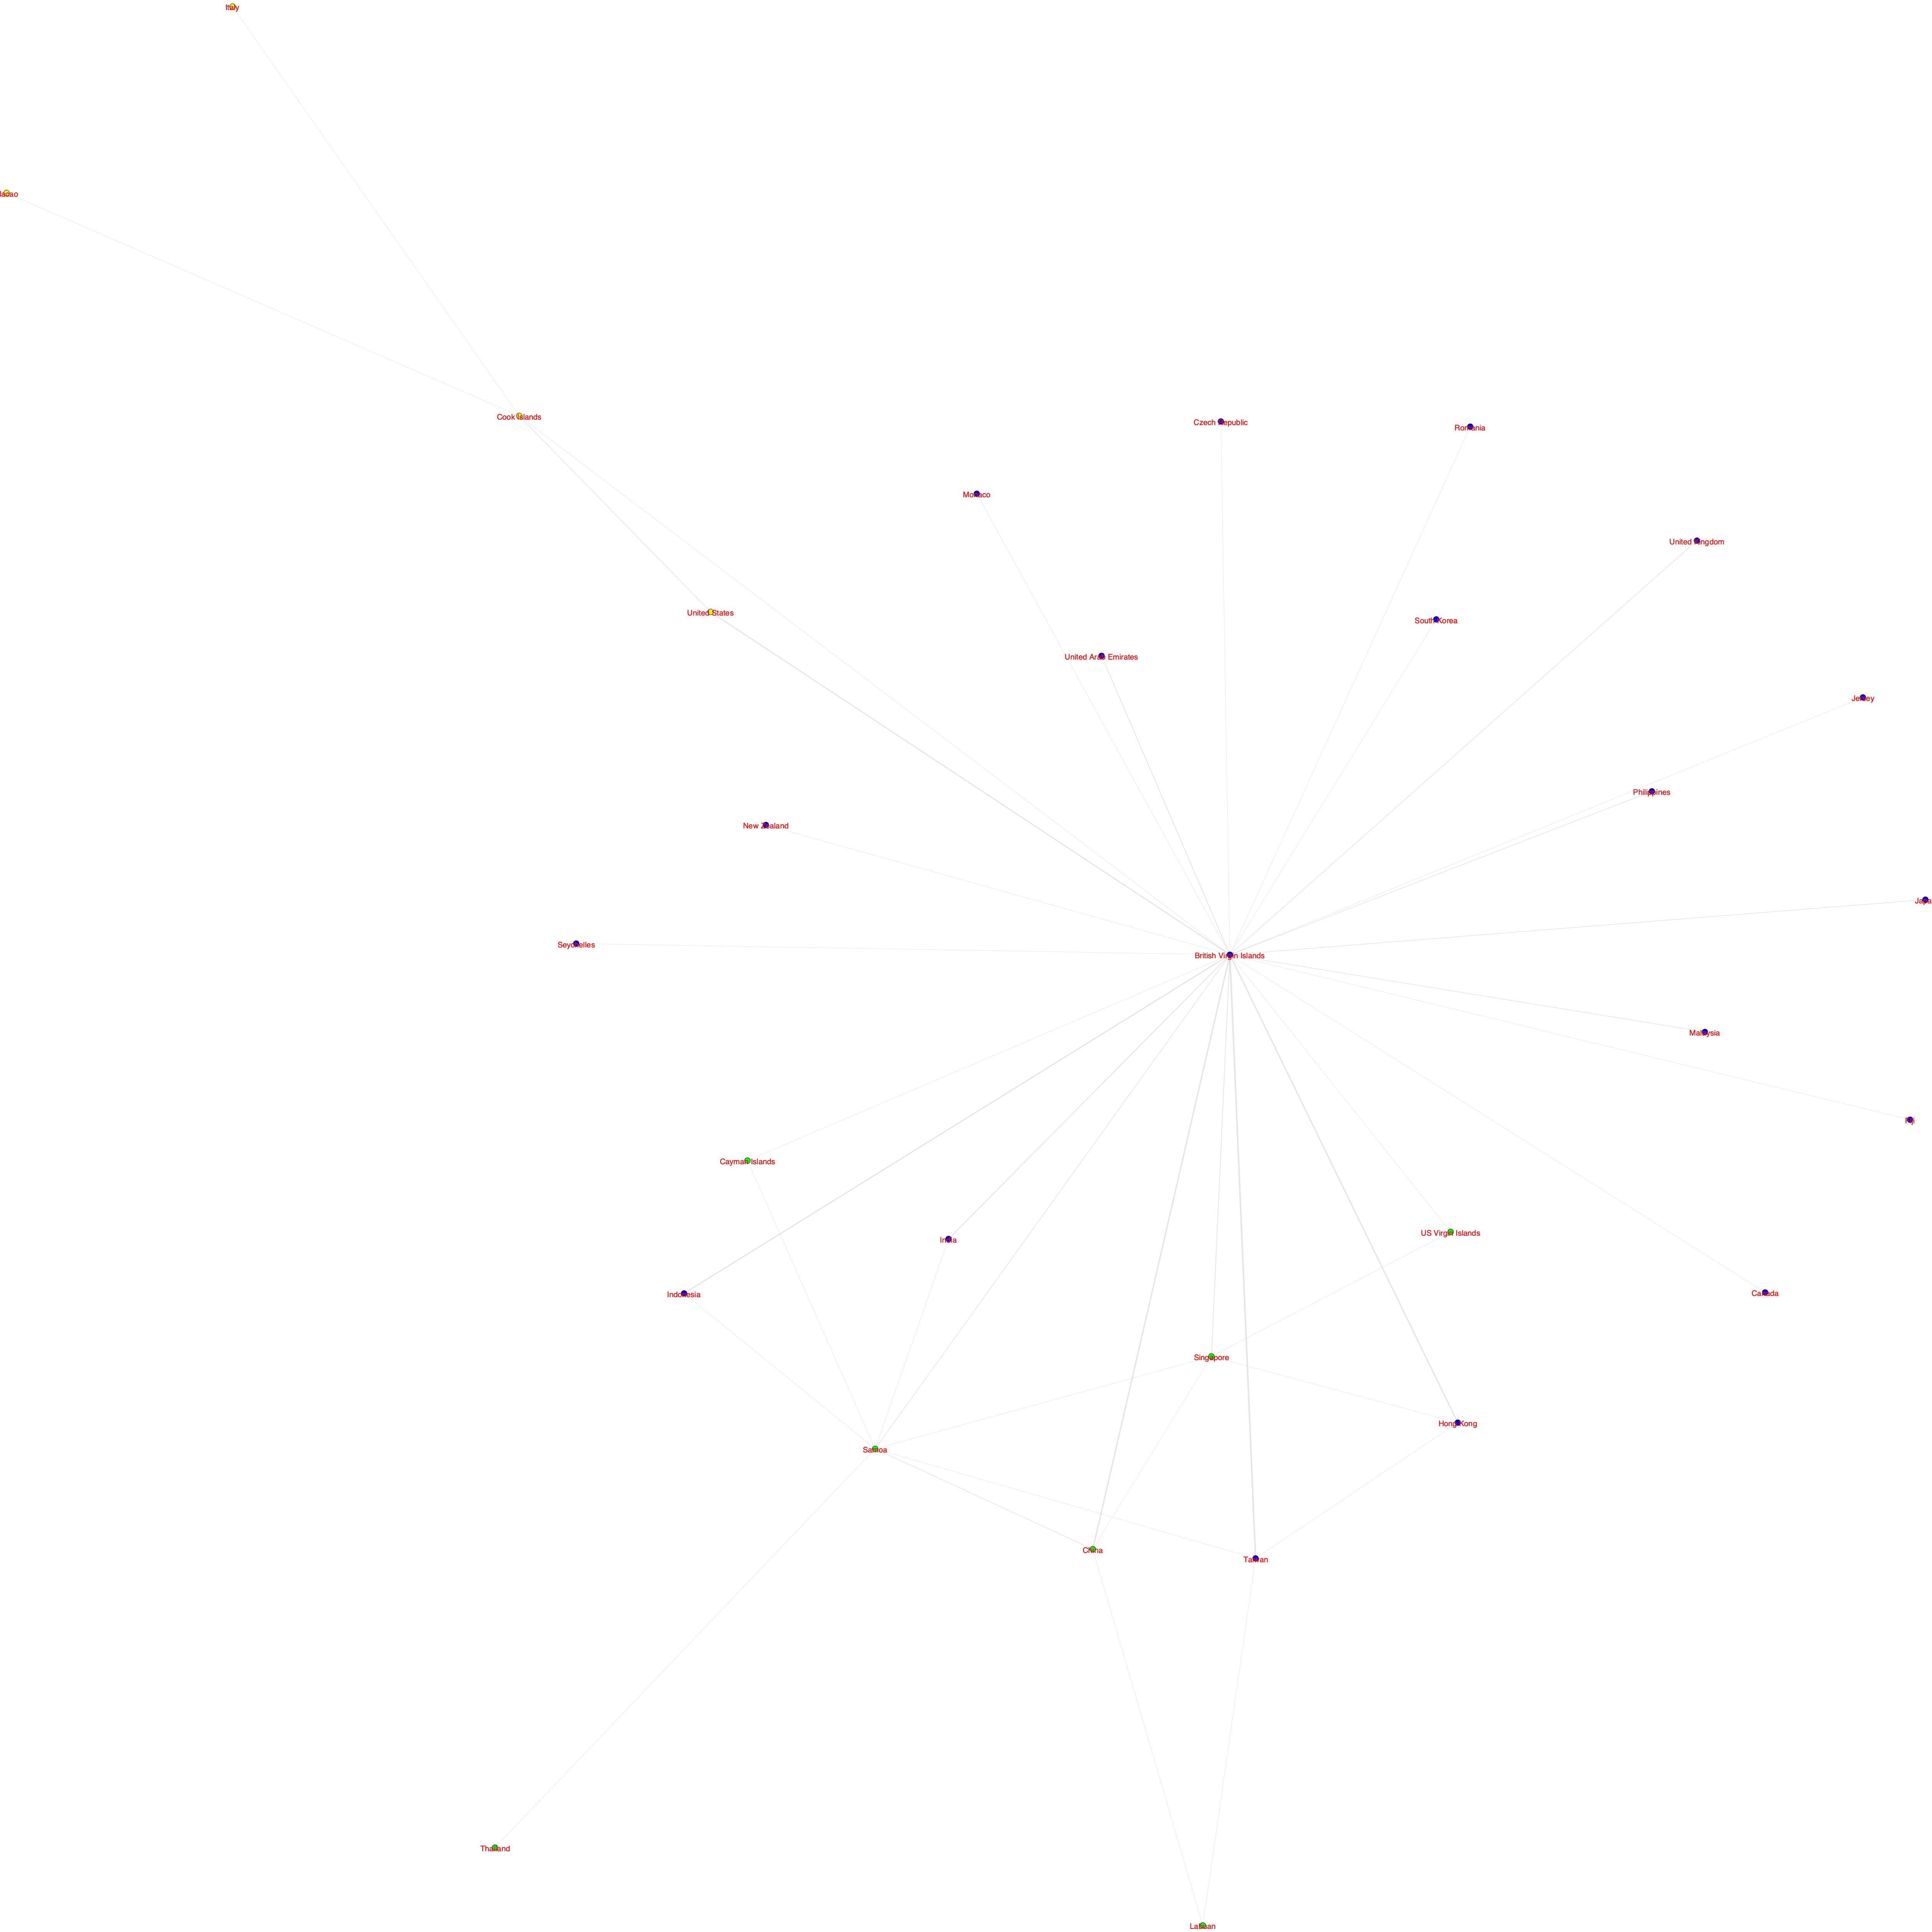 Italy
acao
Cook Islands
Czech Republic
Romania
Monaco
United Kingdom
United States
South Korea
United Arab Emirates
Jersey
Philippines
New Zealand
Japa
Seychelles
British Virgin Islands
Malaysia
Fiji
Cayman Islands
US Virgin Islands
India
Indonesia
Canada
Singapore
Hong Kong
Samoa
China
Taiwan
Thailand
Labuan